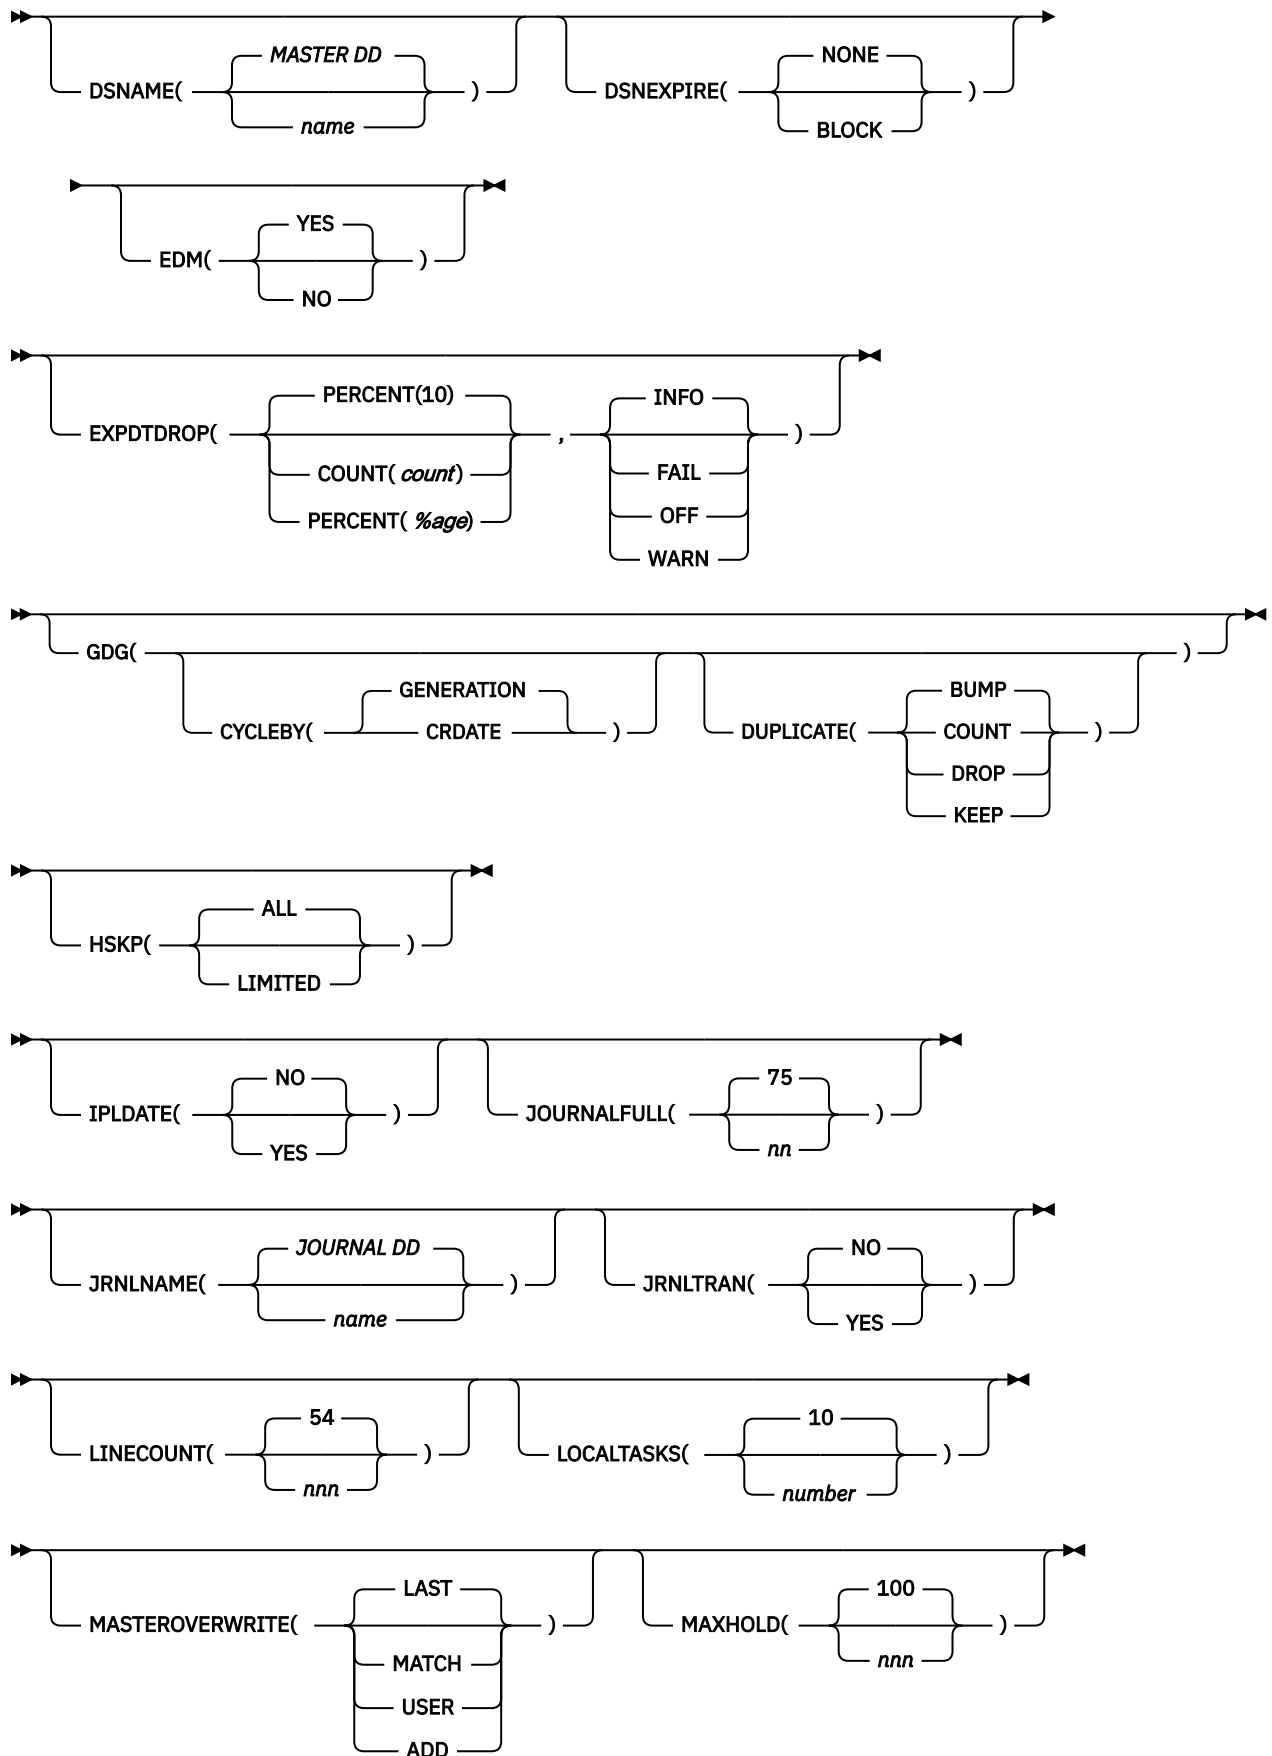 MASTER DD
DSNAME( )
name
NONE
DSNEXPIRE( )
BLOCK
YES
EDM( )
NO
PERCENT(10) INFO
EXPDTDROP( , )
COUNT( count) FAIL
PERCENT( %age) OFF
WARN
GDG( )
GENERATION BUMP
CYCLEBY( CRDATE ) DUPLICATE( COUNT )
DROP
KEEP
ALL
HSKP( )
LIMITED
NO
IPLDATE( )
YES
75
JOURNALFULL( )
nn
JOURNAL DD
JRNLNAME( )
name
NO
JRNLTRAN( )
YES
54
LINECOUNT( )
nnn
10
LOCALTASKS( )
number
LAST
MASTEROVERWRITE( )
MATCH
USER
ADD
100
MAXHOLD( )
nnn